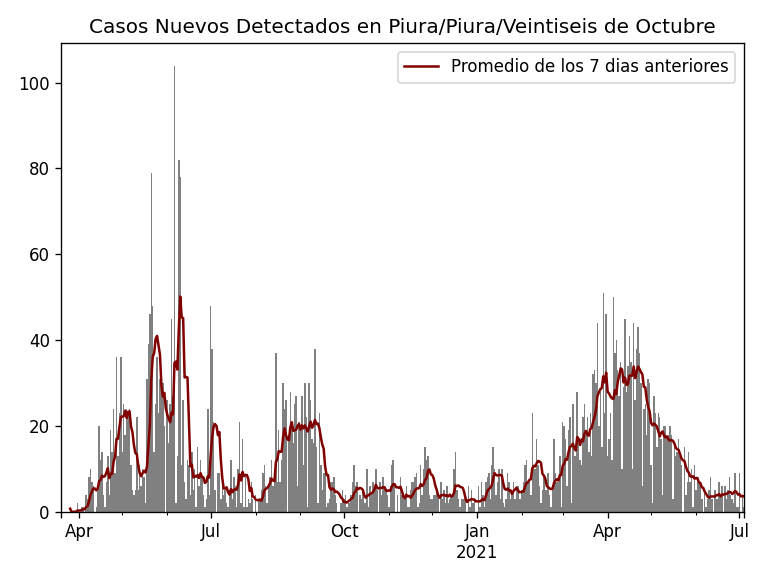 Casos Nuevos Detectados en Piura/Piura/Veintiseis de Octubre
Promedio de los 7 dias anteriores
100
80
60
40
20
0
Apr Jul Oct Jan Apr Jul
2021